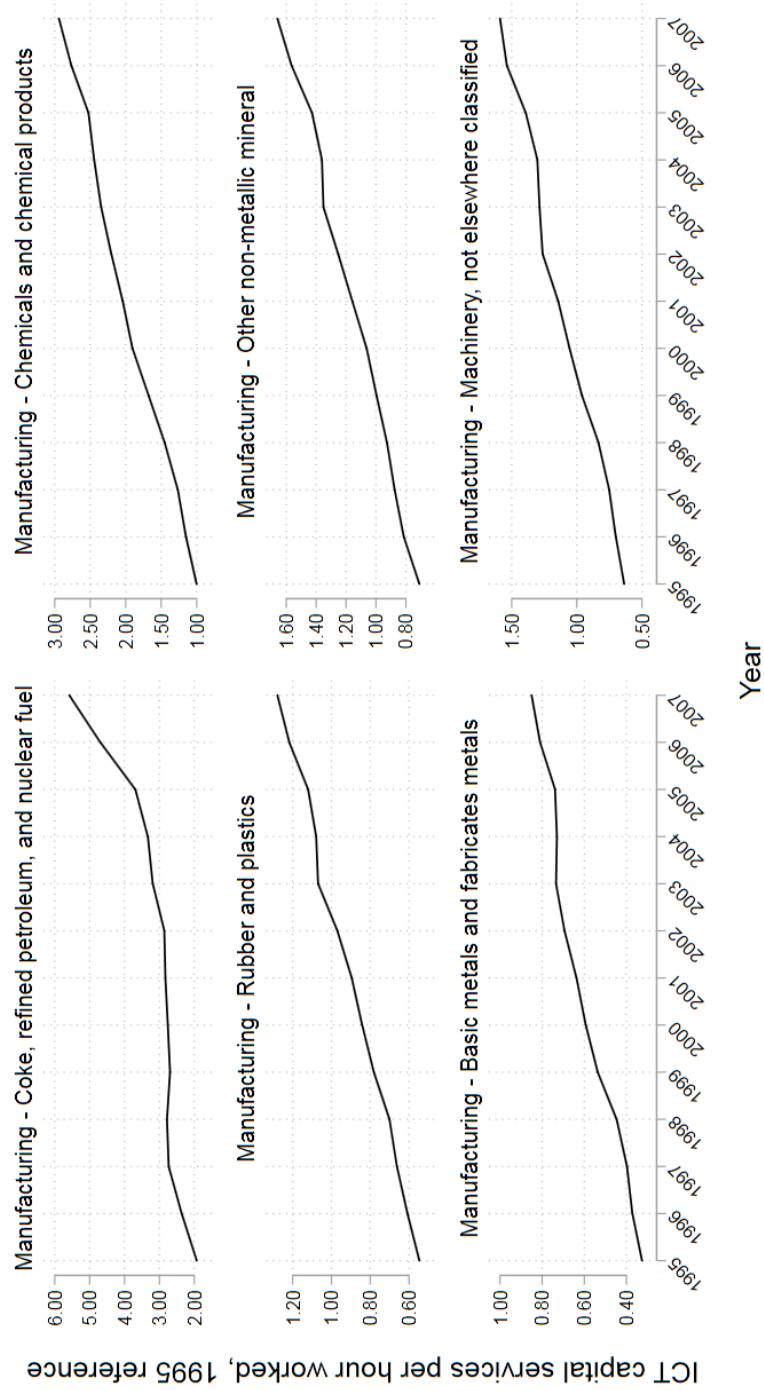 Manufacturing - Coke, refined petroleum, and nuclear fuel
6.00
5.00
4.00
3.00
2.00
Manufacturing - Chemicals and chemical products
3.00
2.50
2.00
1.50
1.00
Manufacturing - Rubber and plastics
1.20
1.00
0.80
0.60
Manufacturing - Other non-metallic mineral
1.60
1.40
1.20
1.00
0.80
Manufacturing - Basic metals and fabricates metals
1.00
0.80
0.60
0.40
1995 1996 1997 1998 1999 2000 2001 2002 2003 2004 2005 2006 2007
Manufacturing - Machinery, not elsewhere classified
1.50
1.00
0.50
1995 1996 1997 1998 1999 2000 2001 2002 2003 2004 2005 2006 2007
ICT capital services per hour worked, 1995 reference
Year